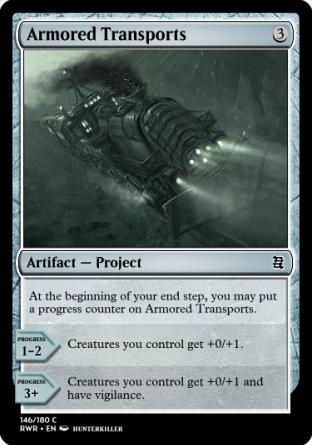 Armored Transports 3
Artifact — Project
At the beginning of your end step, you may put
a progress counter on Armored Transports.
PROGRESS
1-2
Creatures you control get +0/+1.
PROGRESS
3+
Creatures you control get +0/+1 and
have vigilance.
146/180 C
RWR • EN HUNTERKILLER